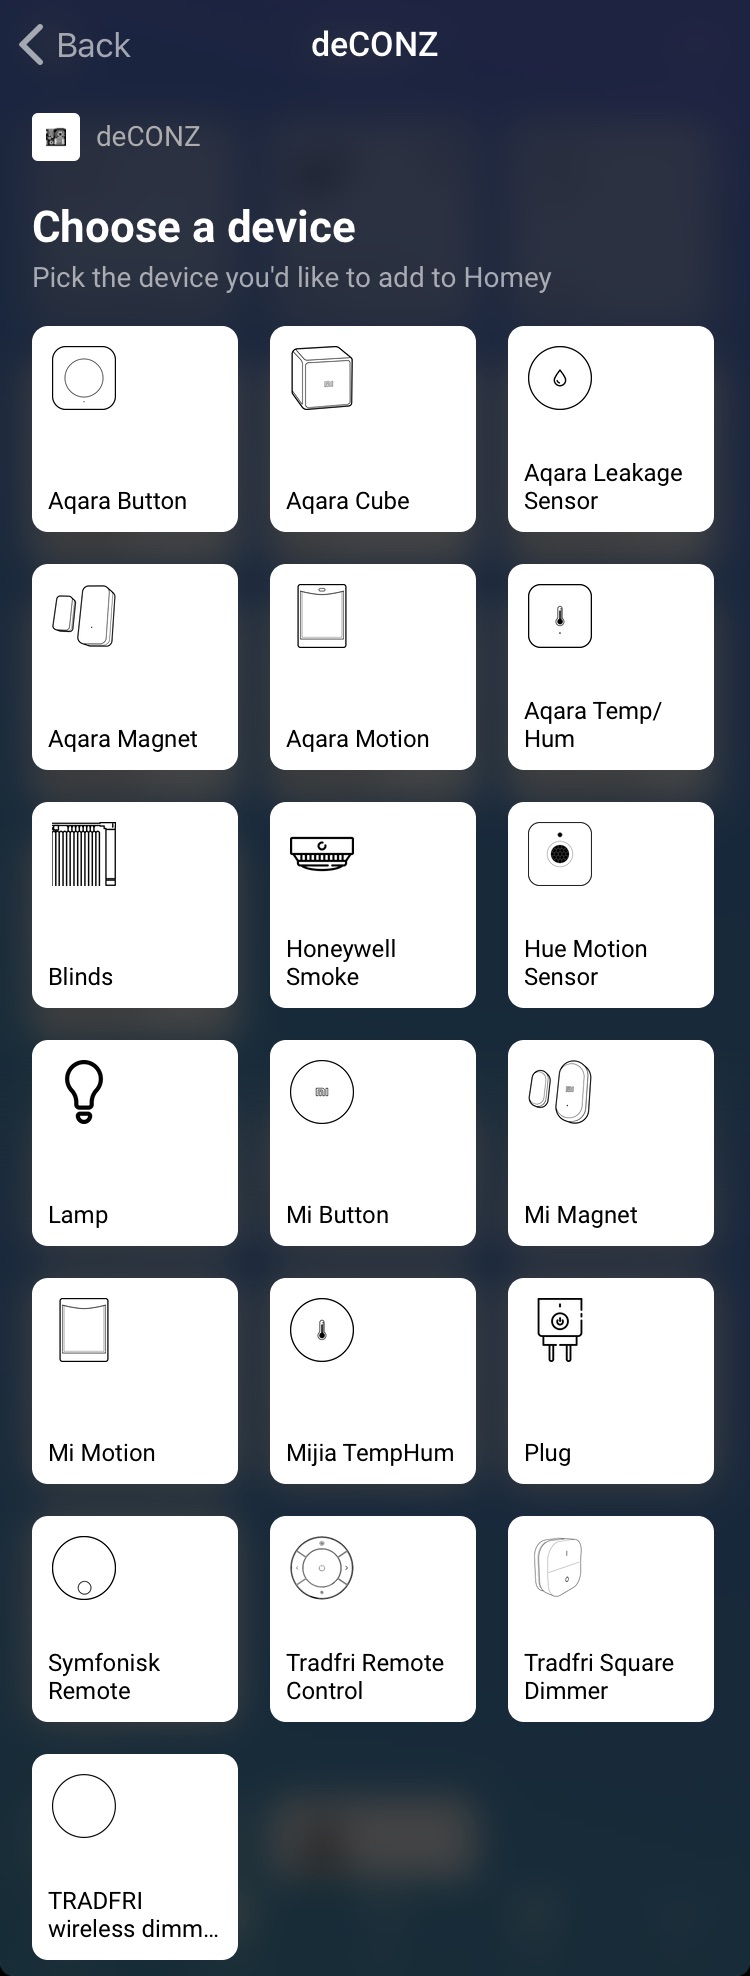 Back
deCONZ
deCONZ
Choose a device
Pick the device you'd like to add to Homey
Aqara Button
Aqara Cube
Aqara Leakage
Sensor
Aqara Magnet
Aqara Motion
Aqara Temp/
Hum
Blinds
Honeywell
Smoke
Hue Motion
Sensor
Lamp
Mi Button
Mi Magnet
Mi Motion
Mijia TempHum
Plug
Symfonisk
Remote
Tradfri Remote
Control
Tradfri Square
Dimmer
TRADFRI
wireless dimm...